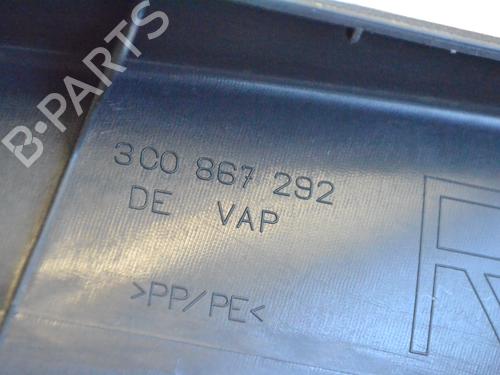 B-PARTS
3C0 867 292
DE VAP
>PP/PE<
R